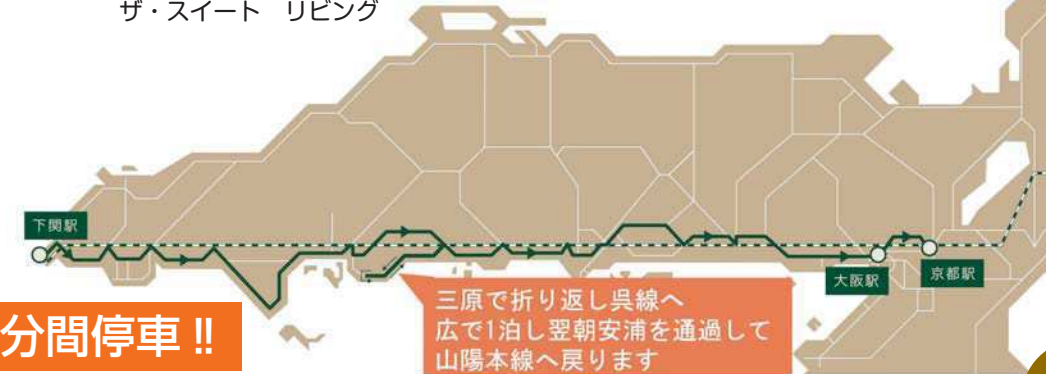 ザ・スイート リビング
下関駅
大阪駅
京都駅
三原で折り返し呉線へ
広で1泊し翌朝安浦を通過して
山陽本線へ戻ります
分間停車!!